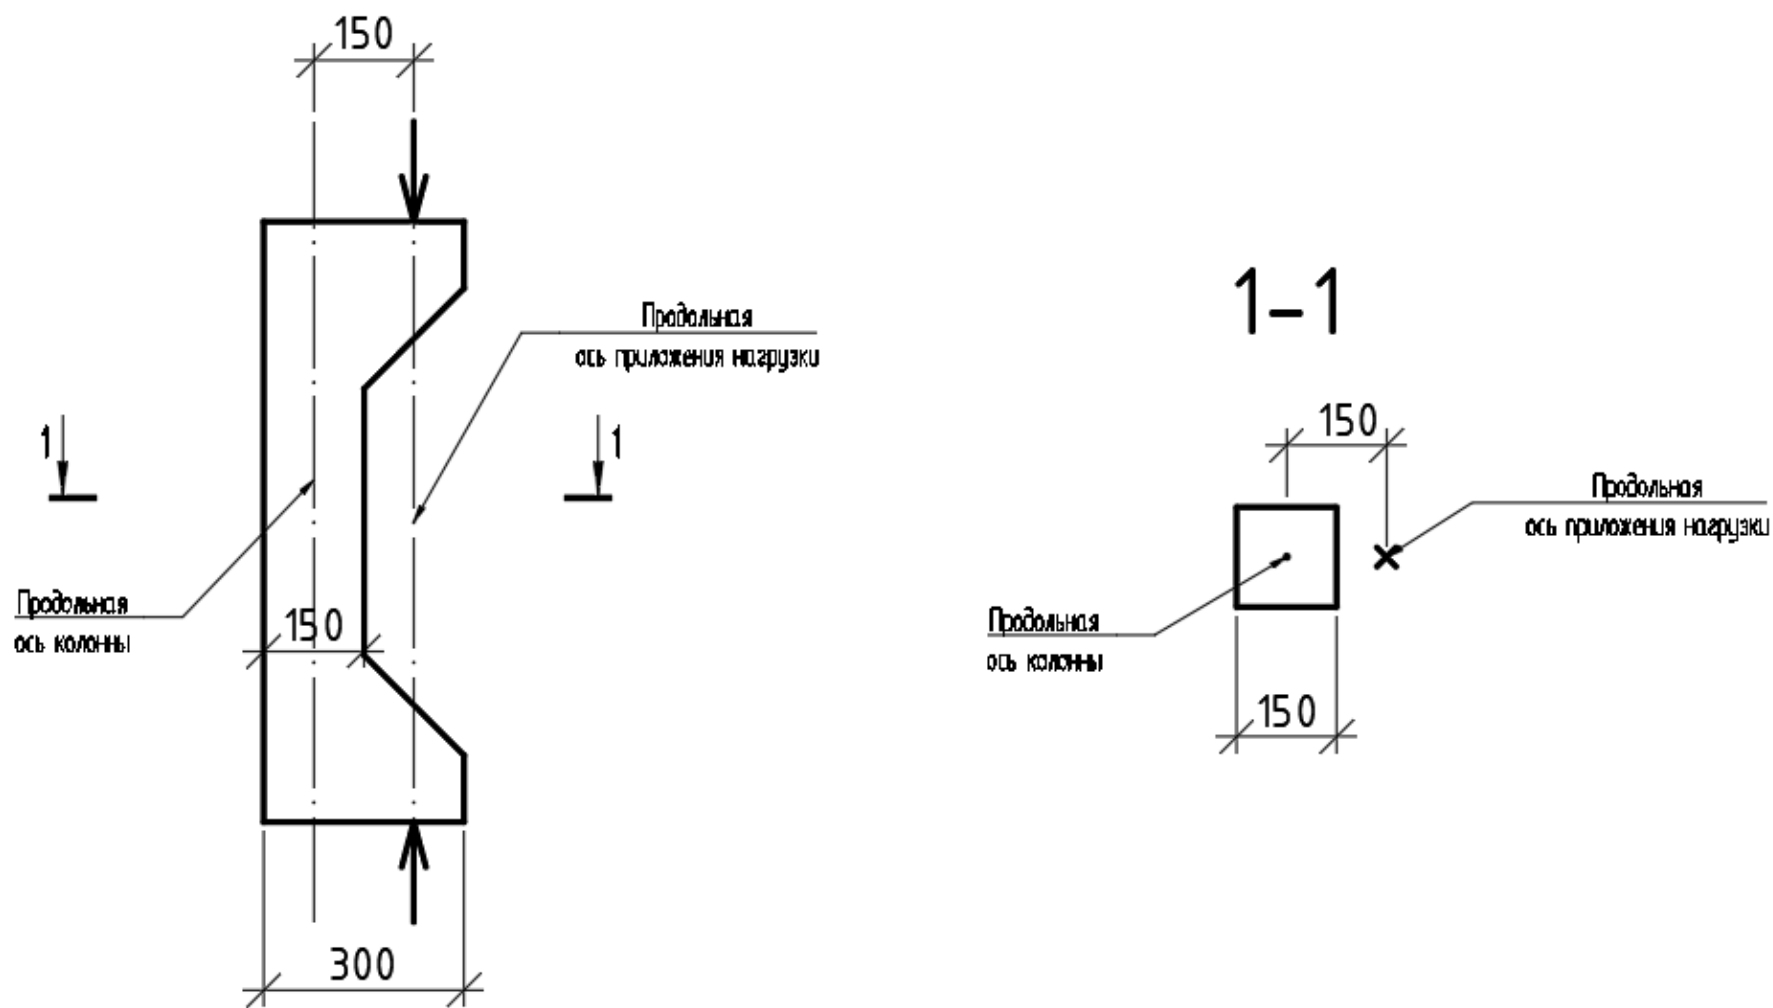 150
Продольная
ось приложения нагрузки
1
1
Продольная
ось колонны
150
300
1-1
150
Продольная
ось приложения нагрузки
Продольная
ось колонны
150